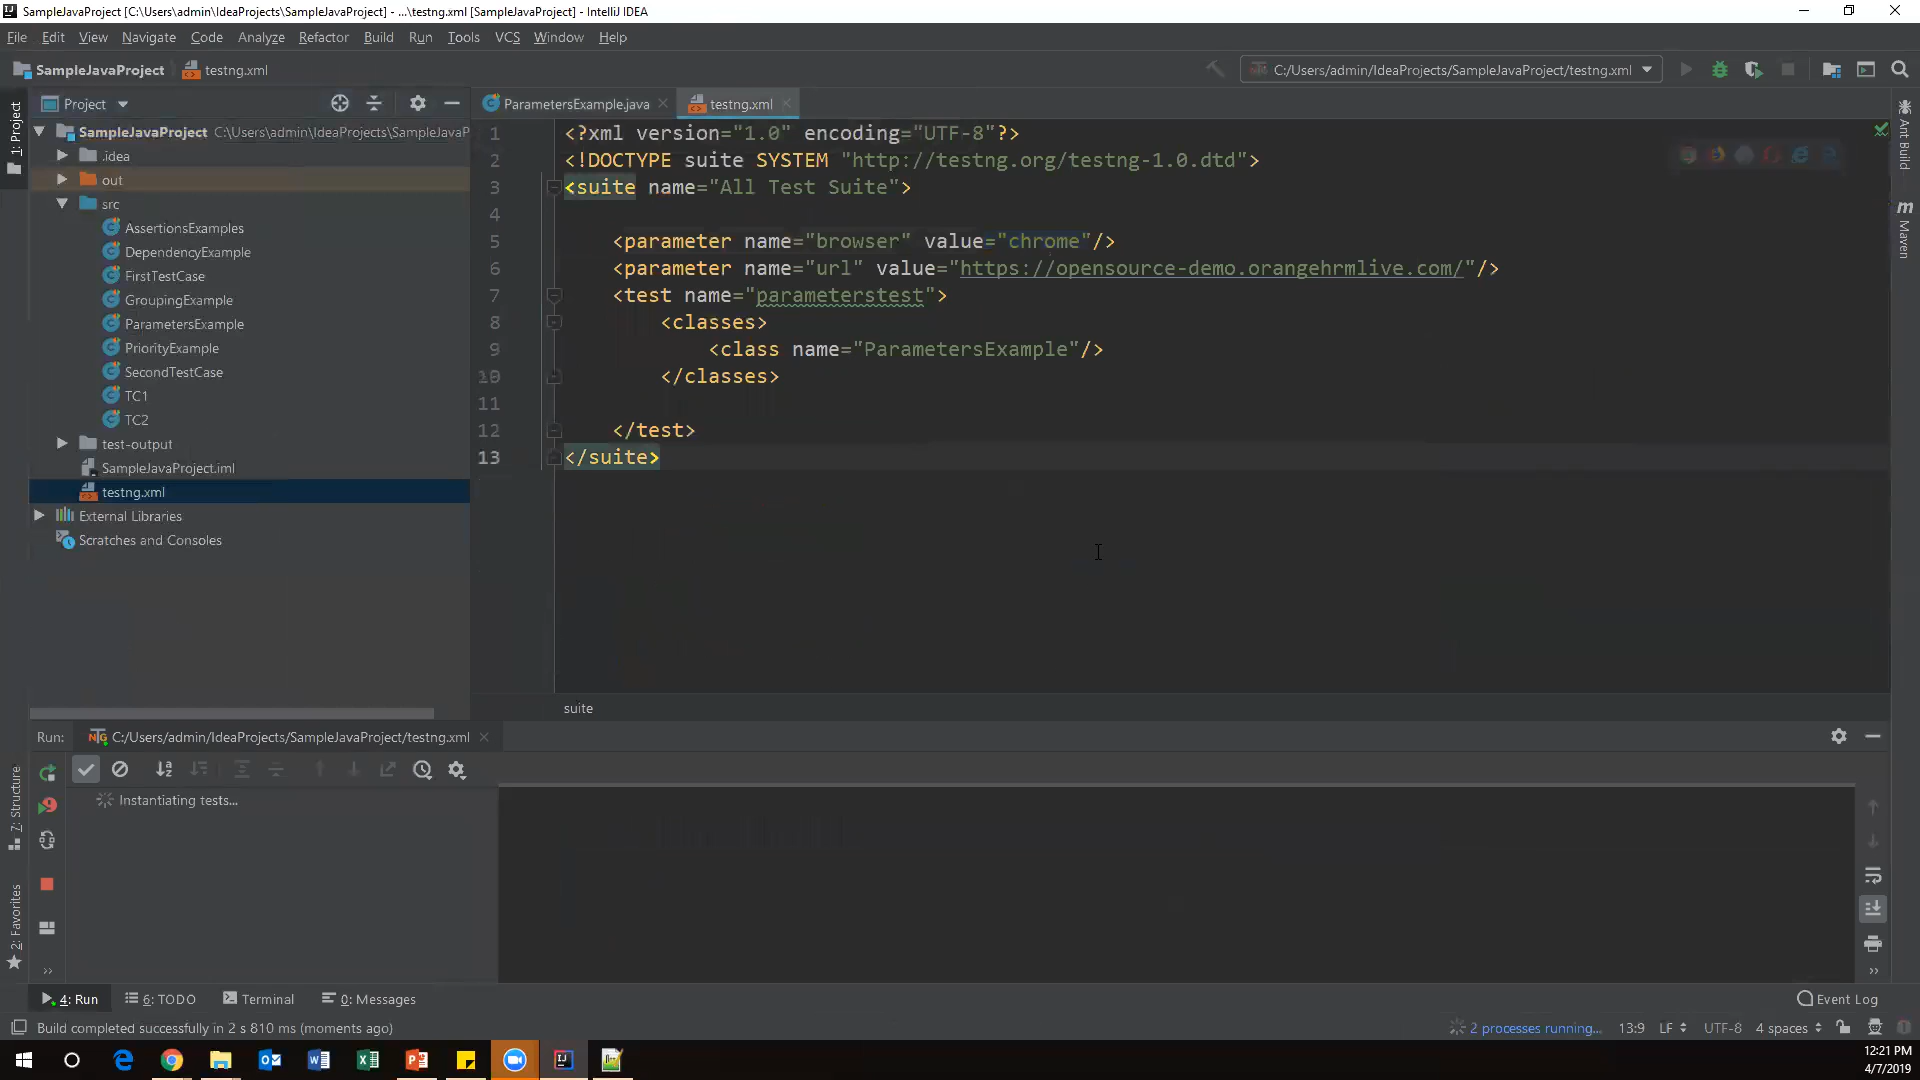 SampleJavaProject [C:\Users\admin\IdeaProjects\SampleJavaProject] - ...\testng.xml [SampleJavaProject] - IntelliJ IDEA
File Edit View Navigate Code Analyze Refactor Build Run Tools VCS Window Help
SampleJavaProject testng.xml
C:/Users/admin/IdeaProjects/SampleJavaProject/testng.xml
1: Project
Project
SampleJavaProject C:\Users\admin\IdeaProjects\SampleJavaP
.idea
out
src
AssertionsExamples
DependencyExample
FirstTestCase
GroupingExample
ParametersExample
PriorityExample
SecondTestCase
TC1
TC2
test-output
SampleJavaProject.iml
testng.xml
External Libraries
Scratches and Consoles
ParametersExample.java testng.xml
1 <?xml version="1.0" encoding="UTF-8"?>
2 <!DOCTYPE suite SYSTEM "http://testng.org/testng-1.0.dtd">
3 <suite name="All Test Suite">
4
5 <parameter name="browser" value="chrome"/>
6 <parameter name="url" value="https://opensource-demo.orangehrmlive.com/"/>
7 <test name="parameterstest">
8 <classes>
9 <class name="ParametersExample"/>
10 </classes>
11
12 </test>
13 </suite>
suite
Ant Build
Maven
Run: C:/Users/admin/IdeaProjects/SampleJavaProject/testng.xml
Instantiating tests...
7: Structure
2: Favorites
4: Run 6: TODO Terminal 0: Messages Event Log
Build completed successfully in 2 s 810 ms (moments ago) 2 processes running... 13:9 LF UTF-8 4 spaces
12:21 PM
4/7/2019